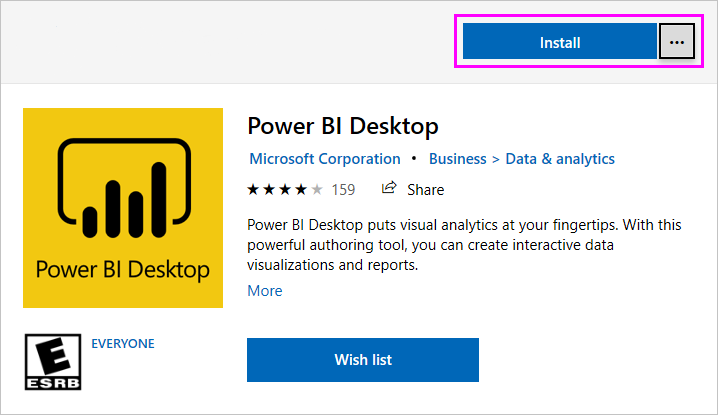 Install
...
Power BI Desktop
Microsoft Corporation • Business > Data & analytics
159 Share
Power BI Desktop puts visual analytics at your fingertips. With this
powerful authoring tool, you can create interactive data
visualizations and reports.
More
Power BI Desktop
E
ESRB
EVERYONE
Wish list